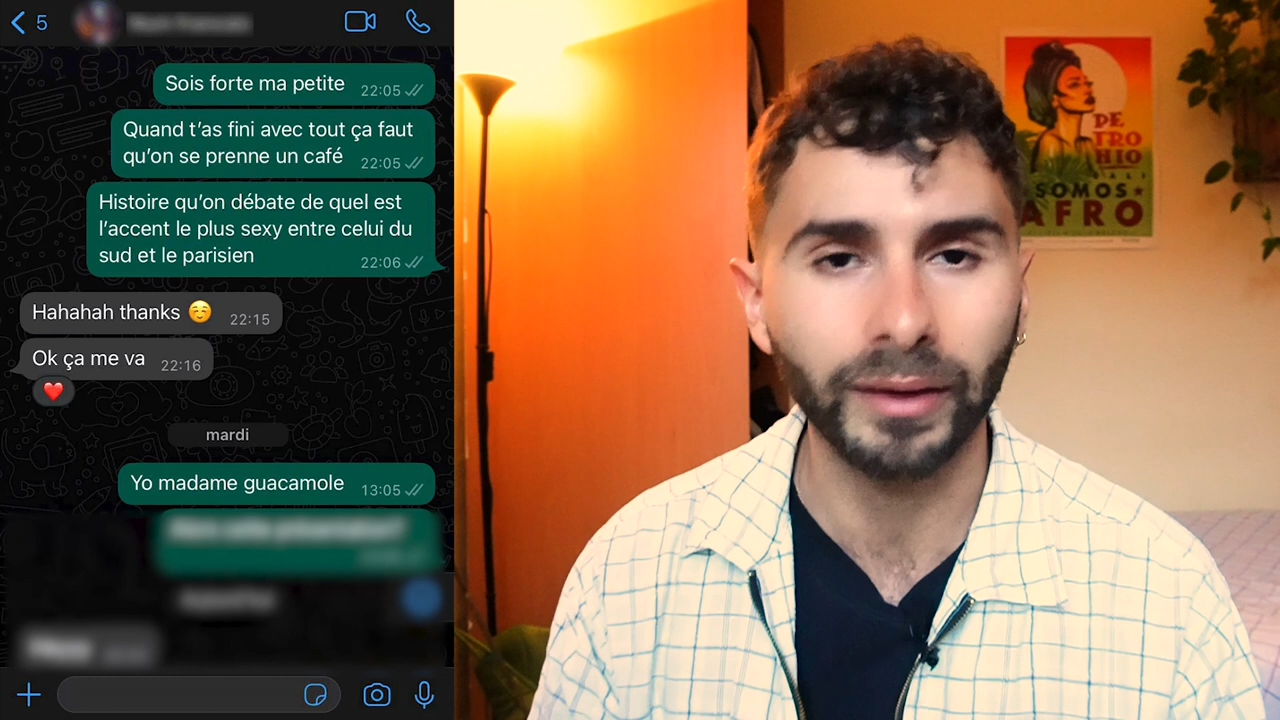 5
Sois forte ma petite 22:05
Quand t'as fini avec tout ça faut
qu'on se prenne un café 22:05
Histoire qu'on débate de quel est
l'accent le plus sexy entre celui du
sud et le parisien 22:06
Hahahah thanks ☺️ 22:15
Ok ça me va 22:16
❤️
mardi
Yo madame guacamole 13:05
PE
TRO
NIO
SOMOS
AFRO